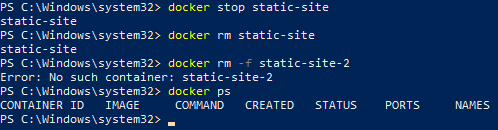 PS C:\Windows\system32> docker stop static-site
static-site
PS C:\Windows\system32> docker rm static-site
static-site
PS C:\Windows\system32> docker rm -f static-site-2
Error: No such container: static-site-2
PS C:\Windows\system32> docker ps
CONTAINER ID   IMAGE     COMMAND   CREATED   STATUS    PORTS     NAMES
PS C:\Windows\system32>